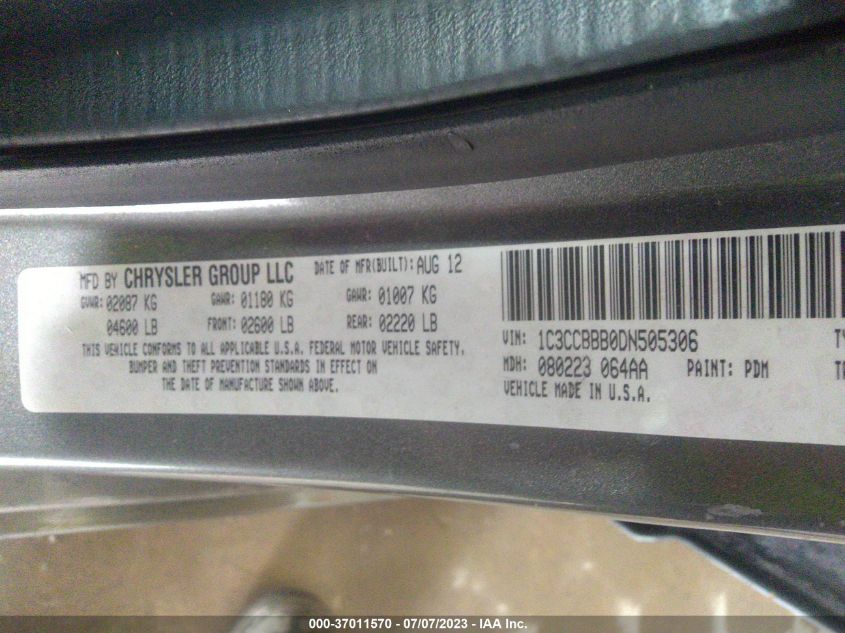 MFD BY CHRYSLER GROUP LLC DATE OF MFR(BUILT): AUG 12
GVWR: 02087 KG GAWR: 01180 KG GAWR: 01007 KG
04600 LB FRONT: 02600 LB REAR: 02220 LB
THIS VEHICLE CONFORMS TO ALL APPLICABLE U.S.A. FEDERAL MOTOR VEHICLE SAFETY,
BUMPER AND THEFT PREVENTION STANDARDS IN EFFECT ON
THE DATE OF MANUFACTURE SHOWN ABOVE.
VIN: 1C3CCBBB0DN505306
MDH: 080223 064AA PAINT: PDM
VEHICLE MADE IN U.S.A.
000-37011570 - 07/07/2023 - IAA Inc.